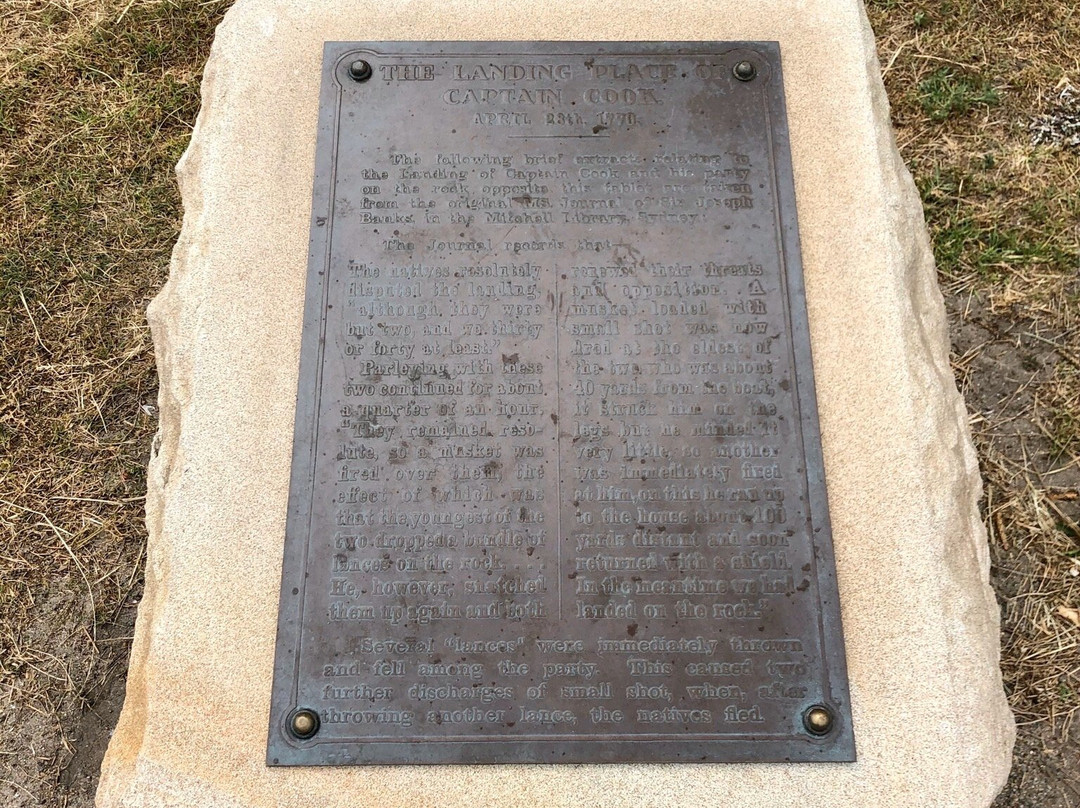 THE LANDING PLACE OF
CAPTAIN COOK
APRIL 28th 1770.
The following brief extracts relating to
the Landing of Captain Cook and his party
on the rock opposite this tablet are taken
from the original MS. Journal of Sir Joseph
Banks in the Mitchell Library, Sydney:
The Journal records that
The natives resolutely
disputed the landing,
"although they were
but two, and we thirty
or forty at least."
Parleying with these
two continued for about
a quarter of an hour.
"They remained reso-
lute, so a musket was
fired over them, the
effect of which was
that the youngest of the
two dropped a bundle of
lances on the rock.
He, however, snatched
them up again and both
renewed their threats
and opposition. A
musket loaded with
small shot was now
fired at the eldest of
the two who was about
40 yards from the boat,
it struck him on the
legs but he minded it
very little, so another
was immediately fired
at him, on this he ran up
to the house about 100
yards distant and soon
returned with a shield.
In the meantime we had
landed on the rock."
Several "lances" were immediately thrown
and fell among the party. This caused two
further discharges of small shot, when, after
throwing another lance, the natives fled.